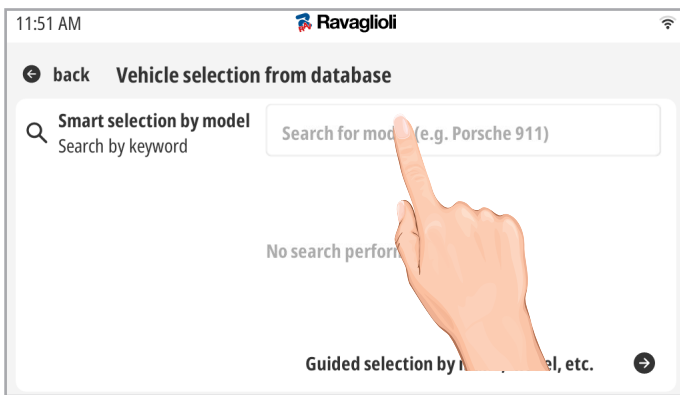 11:51 AM Ravaglioli
back Vehicle selection from database
Smart selection by model
Search by keyword
Search for mod (e.g. Porsche 911)
No search perform
Guided selection by el, etc.